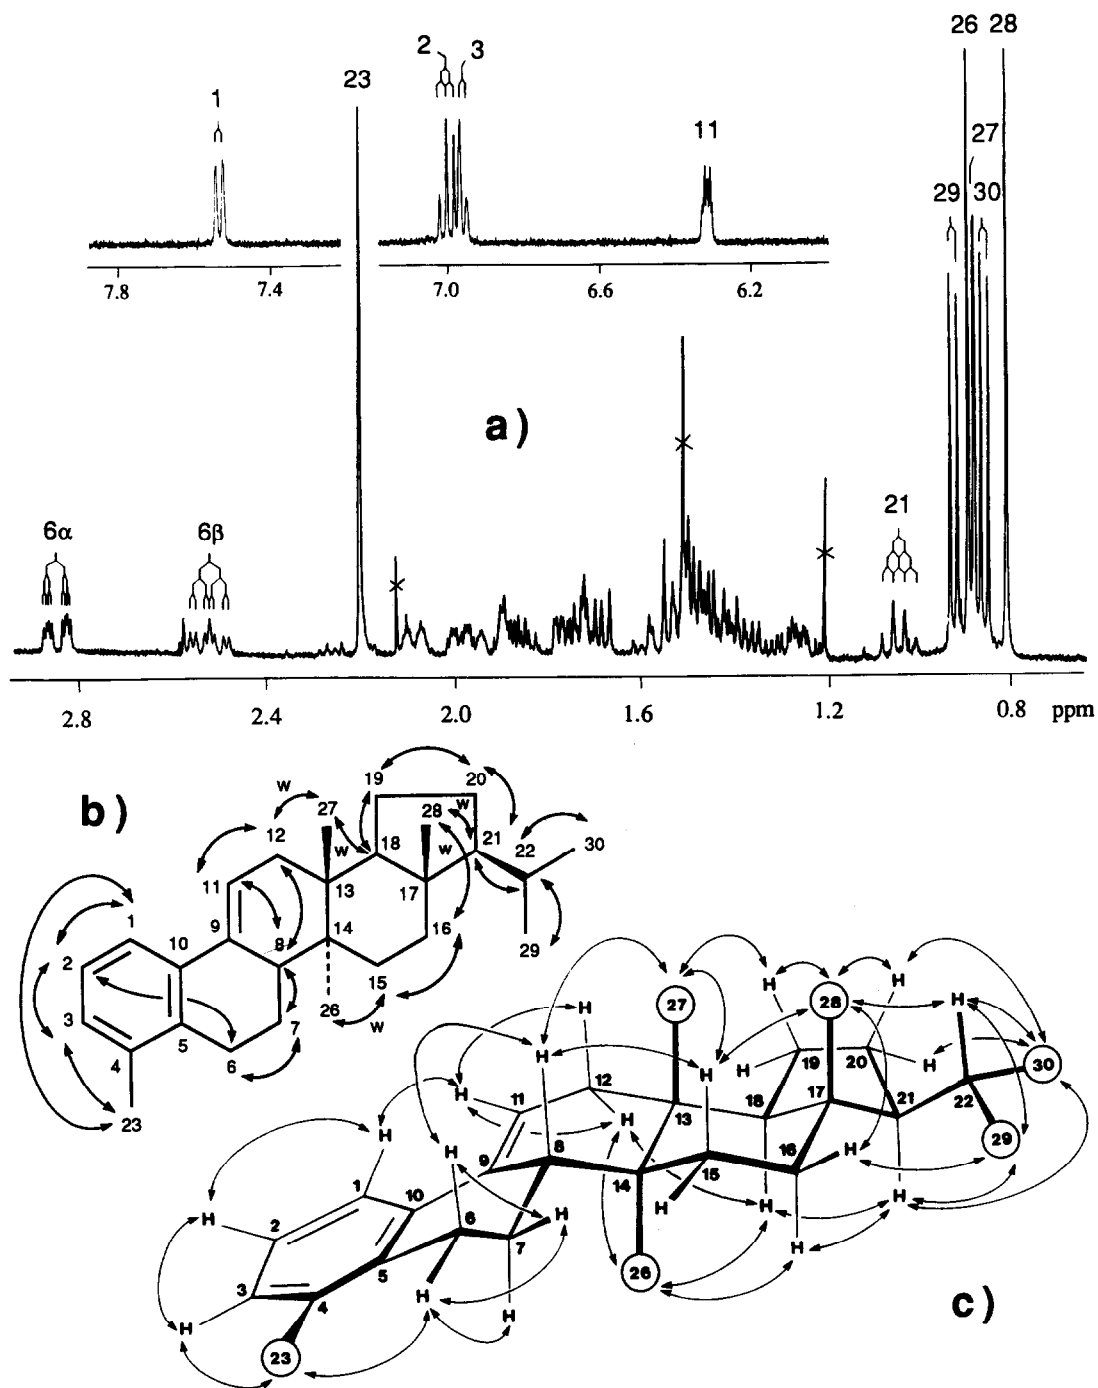 26 28
2 3
23
1
27
11
29 30
7.8 7.4 7.0 6.6 6.2
a)
21
6α 6β
2.8 2.4 2.0 1.6 1.2 0.8 ppm
b)
19 20
w 27 28 w
12 18 21 22 30
w w
11 13 17
1 9 8 14 16 29
10
2 15
26 w
3 5 7
4 6
23
c)
H H H
27 28 H
H
H H 19 20 H 30
12 H
H 11 13 18 17 21 22
H 8 H 16 H 29
9 14 15
H H H H
1 10
H 6 H H
2 7
5 26
3 4 H H
H
23